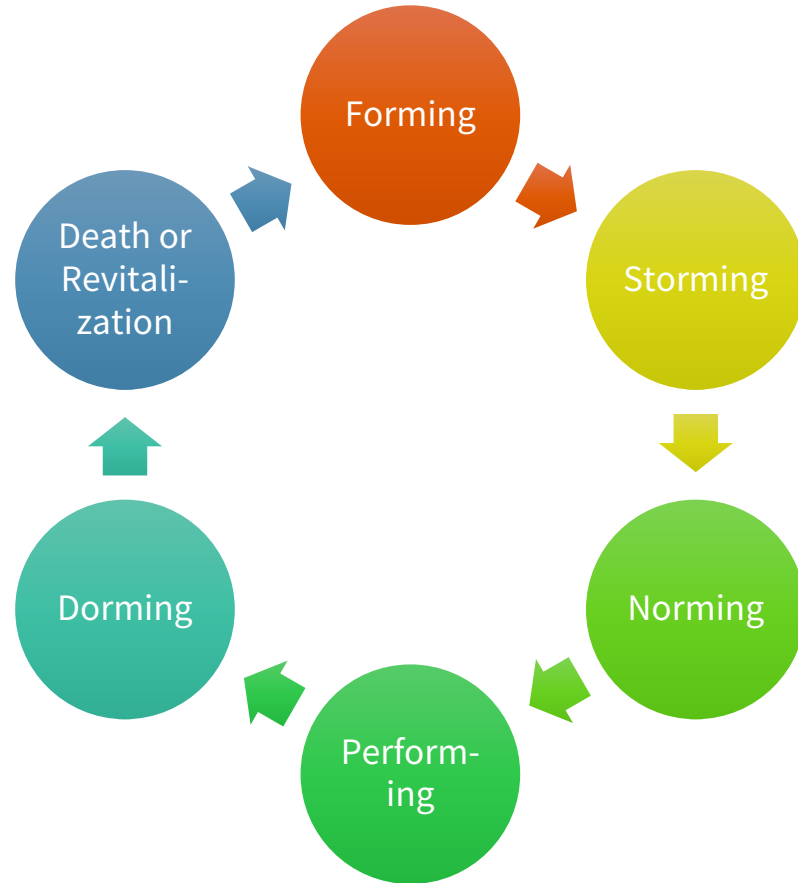 Forming
Storming
Norming
Perform-
ing
Dorming
Death or
Revitali-
zation